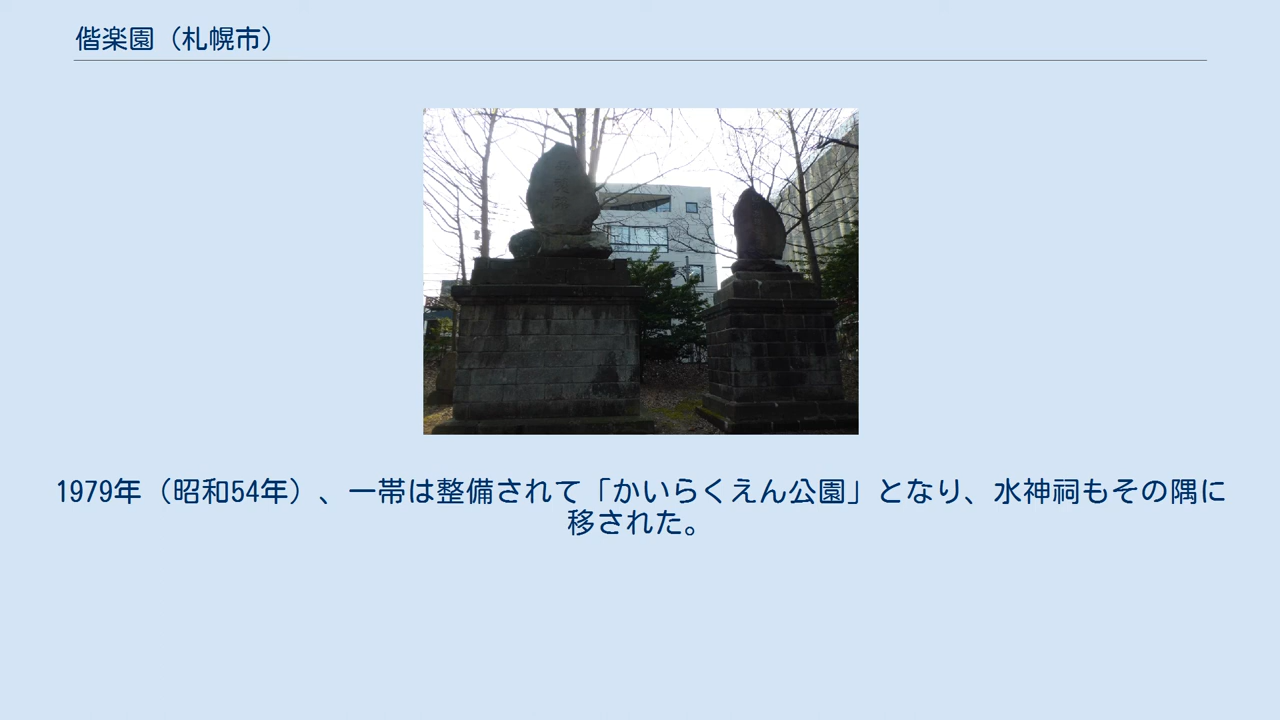 偕楽園（札幌市）
1979年（昭和54年）、一帯は整備されて「かいらくえん公園」となり、水神祠もその隅に
移された。